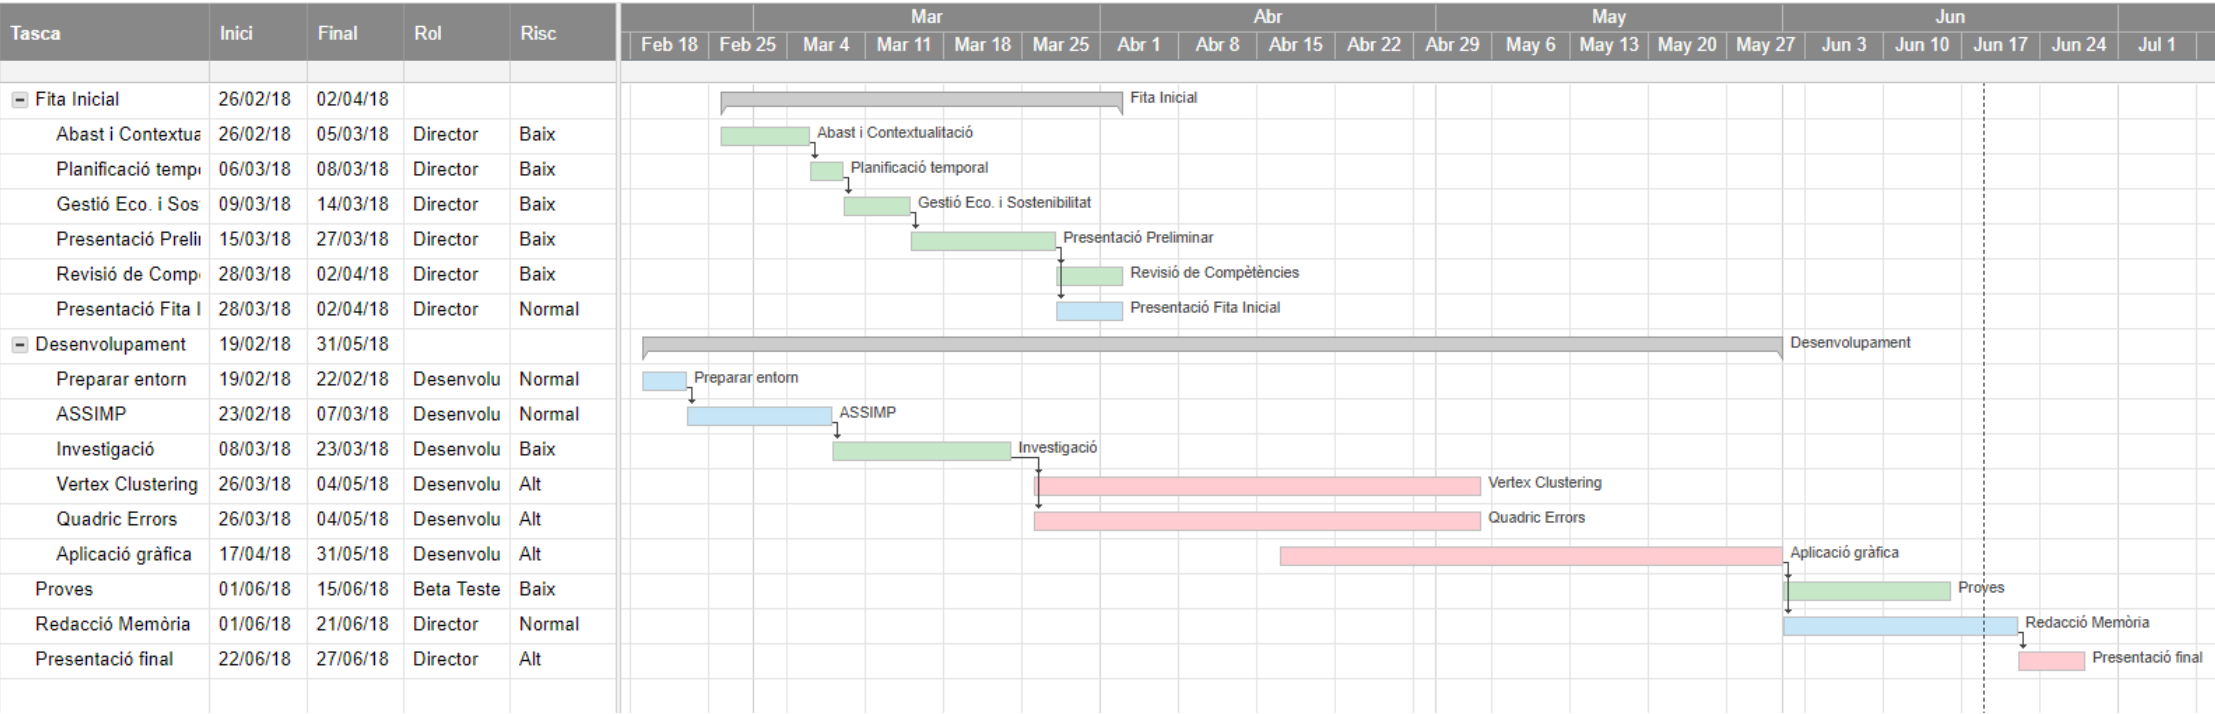 Tasca Inici Final Rol Risc
Mar Abr May Jun
Feb 18 Feb 25 Mar 4 Mar 11 Mar 18 Mar 25 Abr 1 Abr 8 Abr 15 Abr 22 Abr 29 May 6 May 13 May 20 May 27 Jun 3 Jun 10 Jun 17 Jun 24 Jul 1
Fita Inicial 26/02/18 02/04/18 Fita Inicial
Abast i Contextua 26/02/18 05/03/18 Director Baix Abast i Contextualitació
Planificació temp 06/03/18 08/03/18 Director Baix Planificació temporal
Gestió Eco. i Sos 09/03/18 14/03/18 Director Baix Gestió Eco. i Sostenibilitat
Presentació Preli 15/03/18 27/03/18 Director Baix Presentació Preliminar
Revisió de Comp 28/03/18 02/04/18 Director Baix Revisió de Compètències
Presentació Fita I 28/03/18 02/04/18 Director Normal Presentació Fita Inicial
Desenvolupament 19/02/18 31/05/18 Desenvolupament
Preparar entorn 19/02/18 22/02/18 Desenvolu Normal Preparar entorn
ASSIMP 23/02/18 07/03/18 Desenvolu Normal ASSIMP
Investigació 08/03/18 23/03/18 Desenvolu Baix Investigació
Vertex Clustering 26/03/18 04/05/18 Desenvolu Alt Vertex Clustering
Quadric Errors 26/03/18 04/05/18 Desenvolu Alt Quadric Errors
Aplicació gràfica 17/04/18 31/05/18 Desenvolu Alt Aplicació gràfica
Proves 01/06/18 15/06/18 Beta Teste Baix Proves
Redacció Memòria 01/06/18 21/06/18 Director Normal Redacció Memòria
Presentació final 22/06/18 27/06/18 Director Alt Presentació final